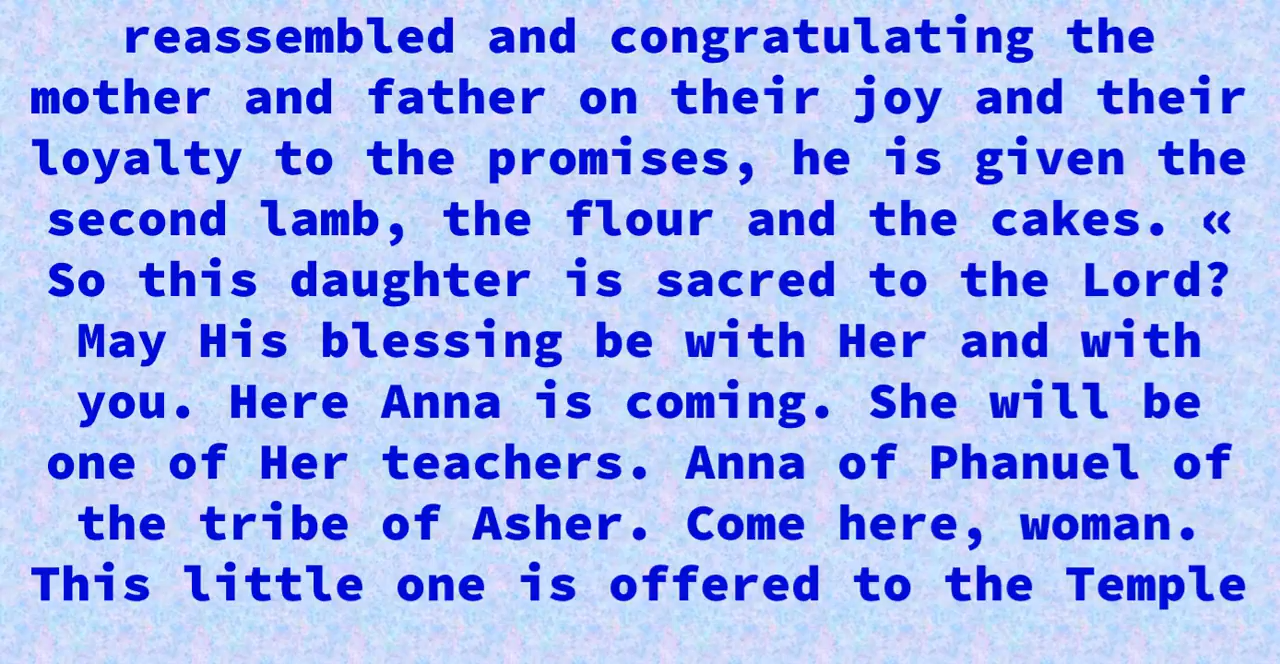 reassembled and congratulating the
mother and father on their joy and their
loyalty to the promises, he is given the
second lamb, the flour and the cakes. «
So this daughter is sacred to the Lord?
May His blessing be with Her and with
you. Here Anna is coming. She will be
one of Her teachers. Anna of Phanuel of
the tribe of Asher. Come here, woman.
This little one is offered to the Temple